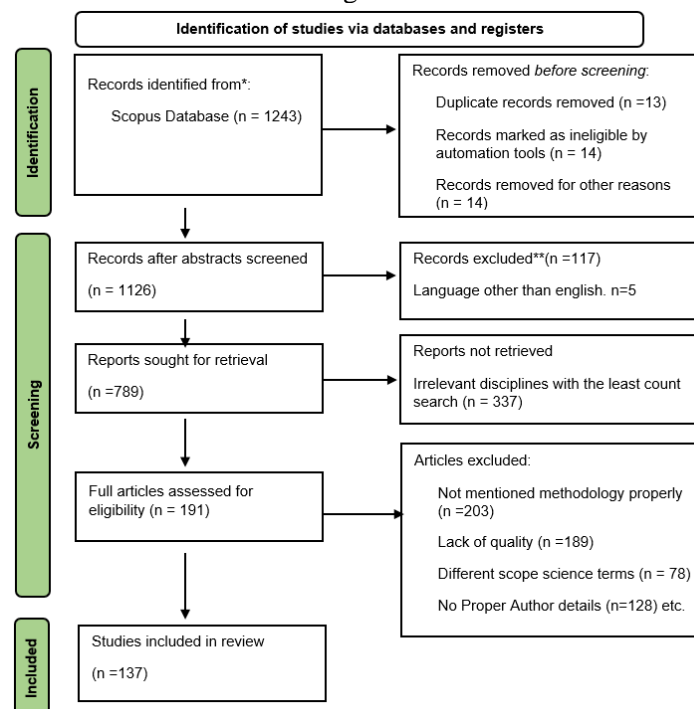 Identification of studies via databases and registers
Identification
Records identified from*:
Scopus Database (n = 1243)
Records removed before screening:
Duplicate records removed (n =13)
Records marked as ineligible by
automation tools (n = 14)
Records removed for other reasons
(n = 14)
Screening
Records after abstracts screened
(n = 1126)
Records excluded**(n =117)
Language other than english. n=5
Reports sought for retrieval
(n =789)
Reports not retrieved
Irrelevant disciplines with the least count
search (n = 337)
Full articles assessed for
eligibility (n = 191)
Articles excluded:
Not mentioned methodology properly
(n =203)
Lack of quality (n =189)
Different scope science terms (n = 78)
No Proper Author details (n=128) etc.
Included
Studies included in review
(n =137)